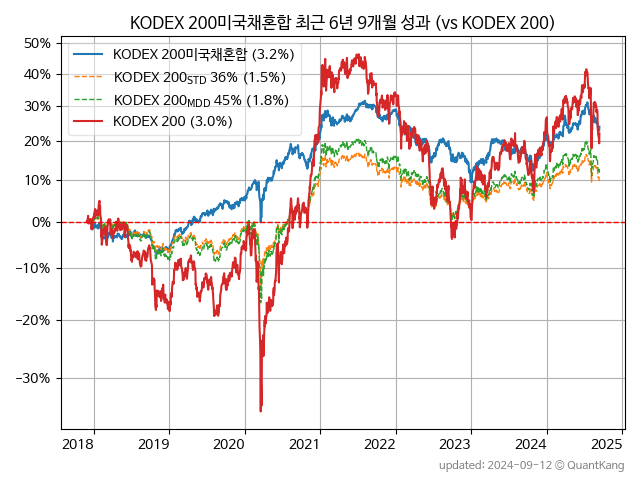 KODEX 200미국채혼합 최근 6년 9개월 성과 (vs KODEX 200)
KODEX 200미국채혼합 (3.2%)
KODEX 200STD 36% (1.5%)
KODEX 200MDD 45% (1.8%)
KODEX 200 (3.0%)
50%
40%
30%
20%
10%
0%
−10%
−20%
−30%
2018 2019 2020 2021 2022 2023 2024 2025
updated: 2024-09-12 © QuantKang